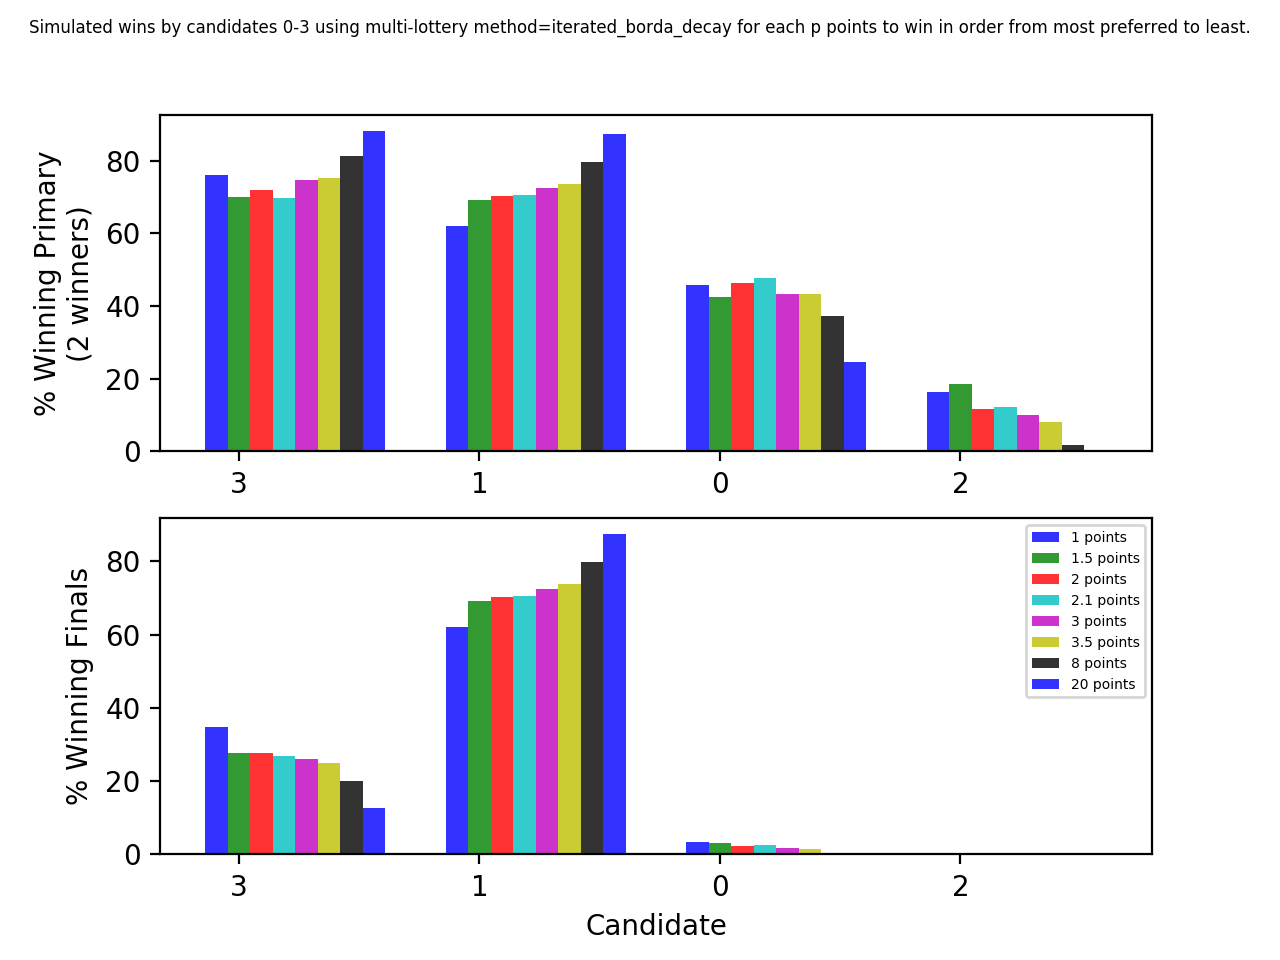 Simulated wins by candidates 0-3 using multi-lottery method=iterated_borda_decay for each p points to win in order from most preferred to least.
% Winning Primary
(2 winners)
80
60
40
20
0
3 1 0 2
% Winning Finals
80
60
40
20
0
1 points
1.5 points
2 points
2.1 points
3 points
3.5 points
8 points
20 points
3 1 0 2
Candidate